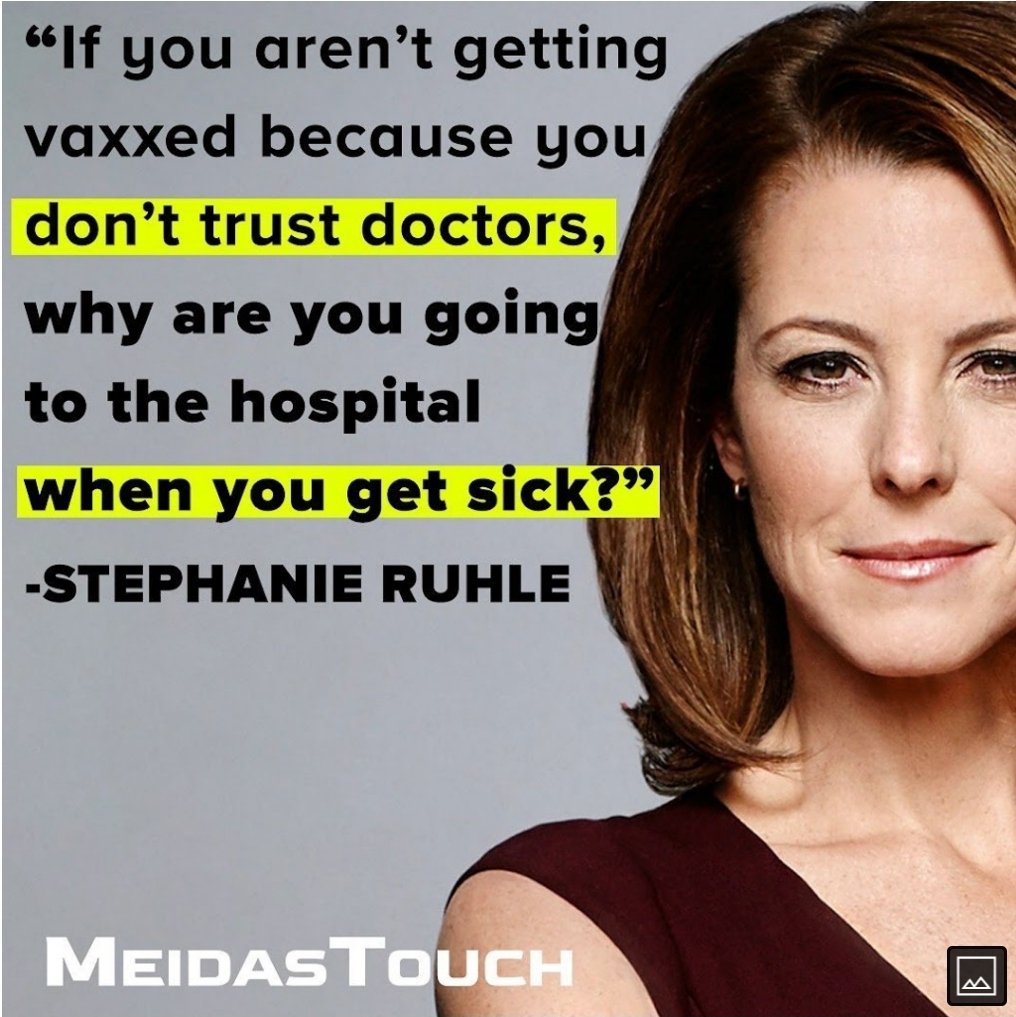 “If you aren’t getting
vaxxed because you
don’t trust doctors,
why are you going
to the hospital
when you get sick?”
-STEPHANIE RUHLE
MEIDASTOUCH